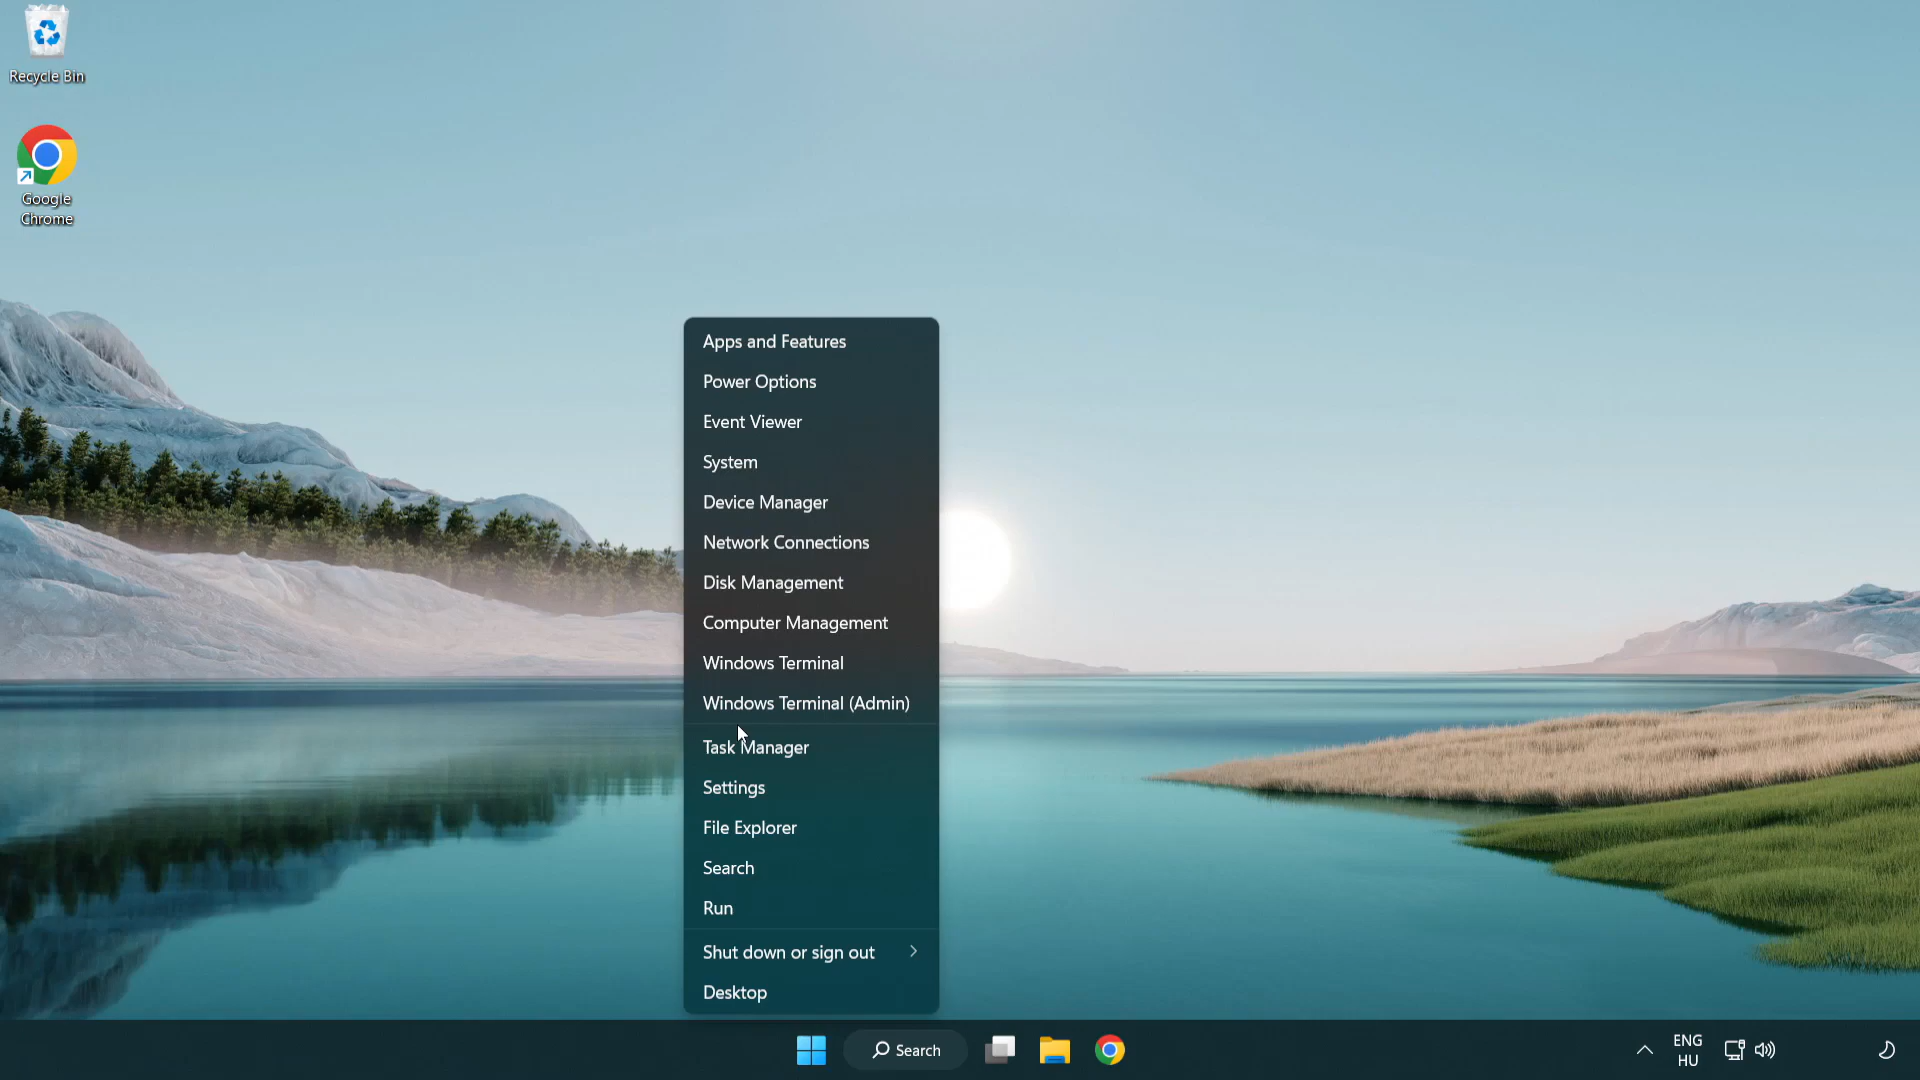 Recycle Bin
Google
Chrome
Apps and Features
Power Options
Event Viewer
System
Device Manager
Network Connections
Disk Management
Computer Management
Windows Terminal
Windows Terminal (Admin)
Task Manager
Settings
File Explorer
Search
Run
Shut down or sign out
Desktop
Search
ENG
HU